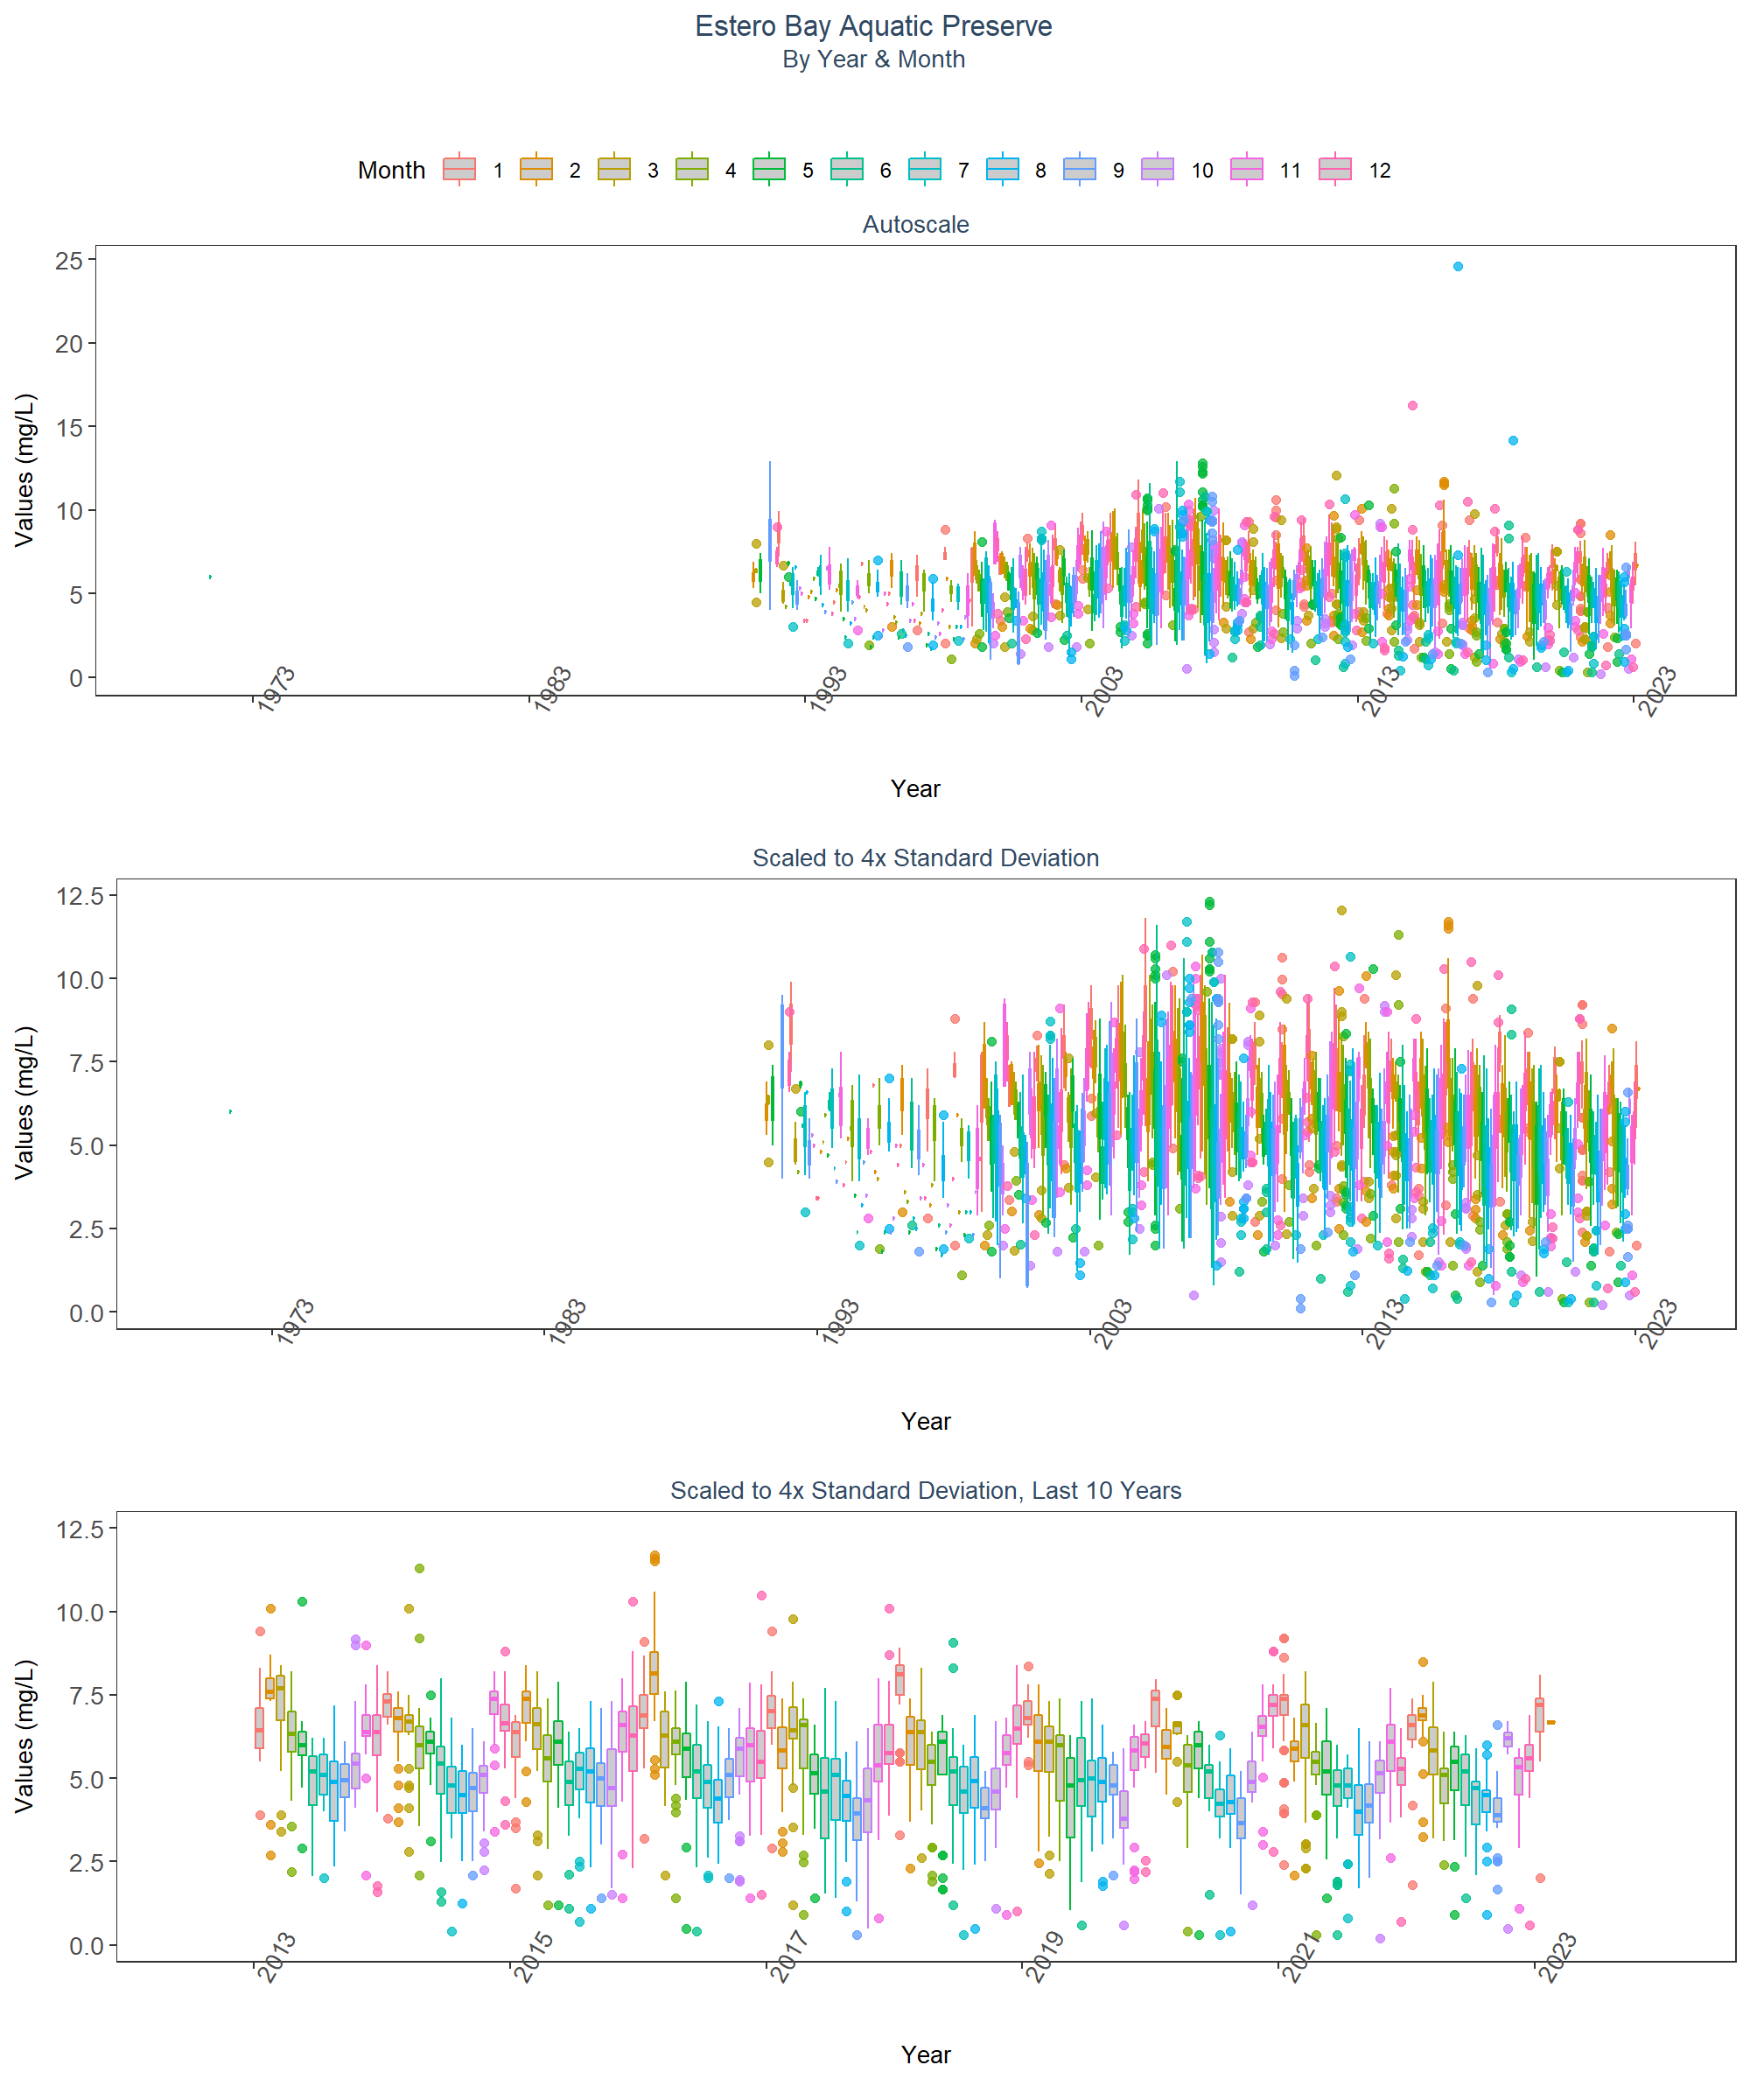 Estero Bay Aquatic Preserve
By Year & Month
Month 1 2 3 4 5 6 7 8 9 10 11 12
Autoscale
25
20
15
10
5
0
Values (mg/L)
1973 1983 1993 2003 2013 2023
Year
Scaled to 4x Standard Deviation
12.5
10.0
7.5
5.0
2.5
0.0
Values (mg/L)
1973 1983 1993 2003 2013 2023
Year
Scaled to 4x Standard Deviation, Last 10 Years
12.5
10.0
7.5
5.0
2.5
0.0
Values (mg/L)
2013 2015 2017 2019 2021 2023
Year